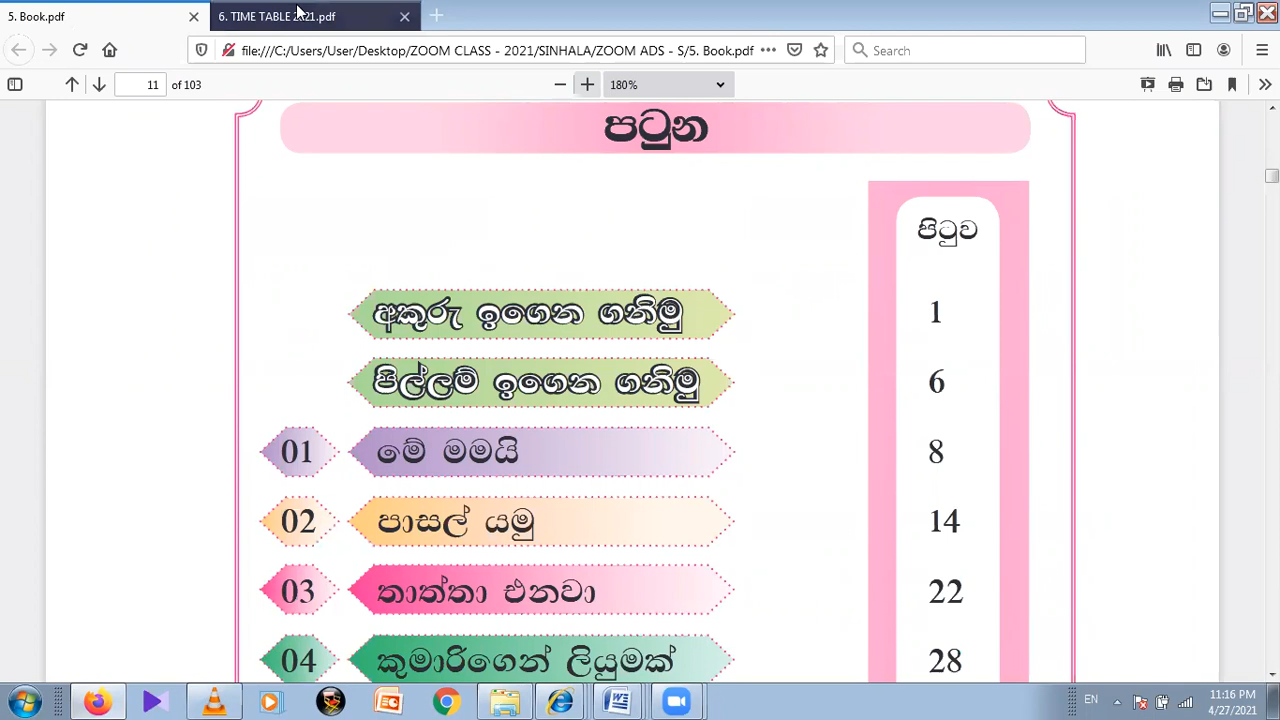 5. Book.pdf
6. TIME TABLE 2021.pdf
file:///C:/Users/User/Desktop/ZOOM CLASS - 2021/SINHALA/ZOOM ADS - S/5. Book.pdf
Search
11 of 103
180%
පටුන
පිටුව
අකුරු ඉගෙන ගනිමු 1
පිල්ලම් ඉගෙන ගනිමු 6
01 මේ මමයි 8
02 පාසල් යමු 14
03 තාත්තා එනවා 22
04 කුමාරිගෙන් ලියුමක් 28
EN
11:16 PM
4/27/2021